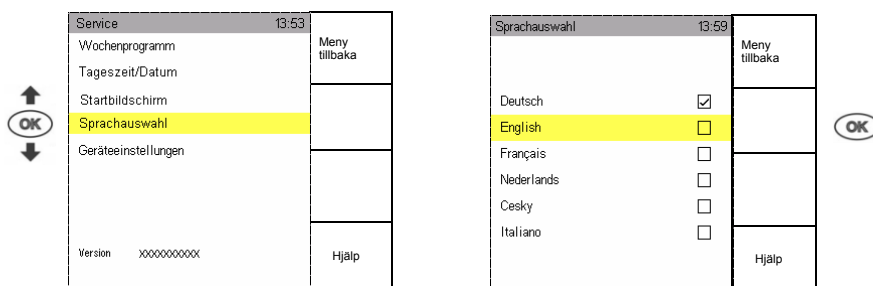 Service 13:53
Meny
tillbaka
Wochenprogramm
Tageszeit/Datum
Startbildschirm
OK
Sprachauswahl
Geräteeinstellungen
Version XXXXXXXXXX
Hjälp
Sprachauswahl 13:59
Meny
tillbaka
Deutsch
English
OK
Français
Nederlands
Cesky
Italiano
Hjälp